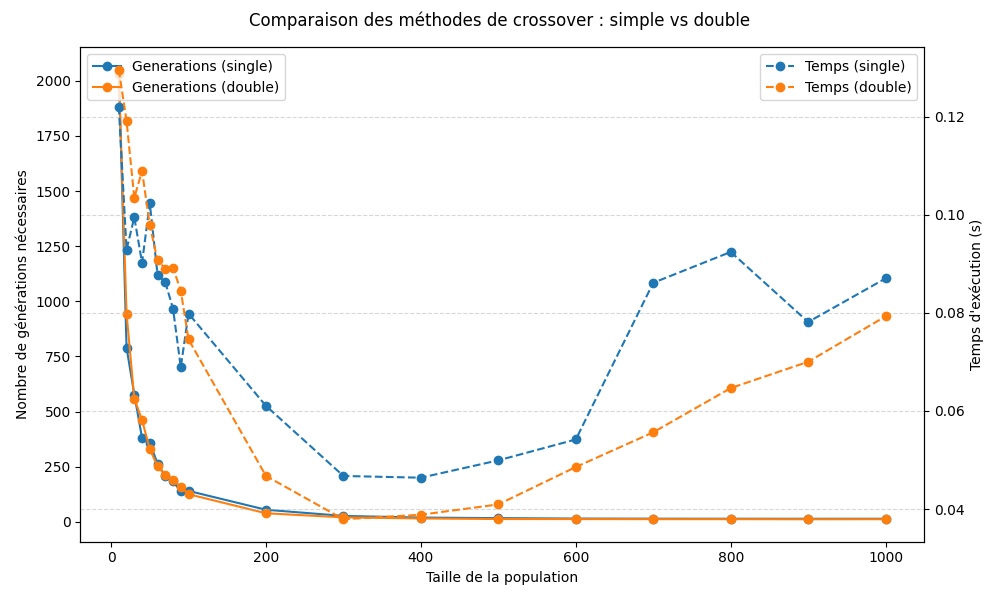 Comparaison des méthodes de crossover : simple vs double
Generations (single)
Generations (double)
Temps (single)
Temps (double)
Nombre de générations nécessaires
2000
1750
1500
1250
1000
750
500
250
0
0.12
0.10
0.08
0.06
0.04
Temps d'exécution (s)
0
200
400
600
800
1000
Taille de la population